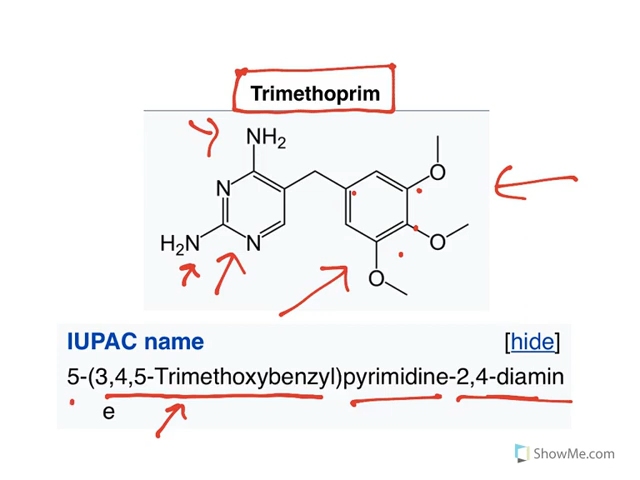 Trimethoprim
NH2
N
O
H2N
N
O
O
IUPAC name [hide]
5-(3,4,5-Trimethoxybenzyl)pyrimidine-2,4-diamin
e
ShowMe.com